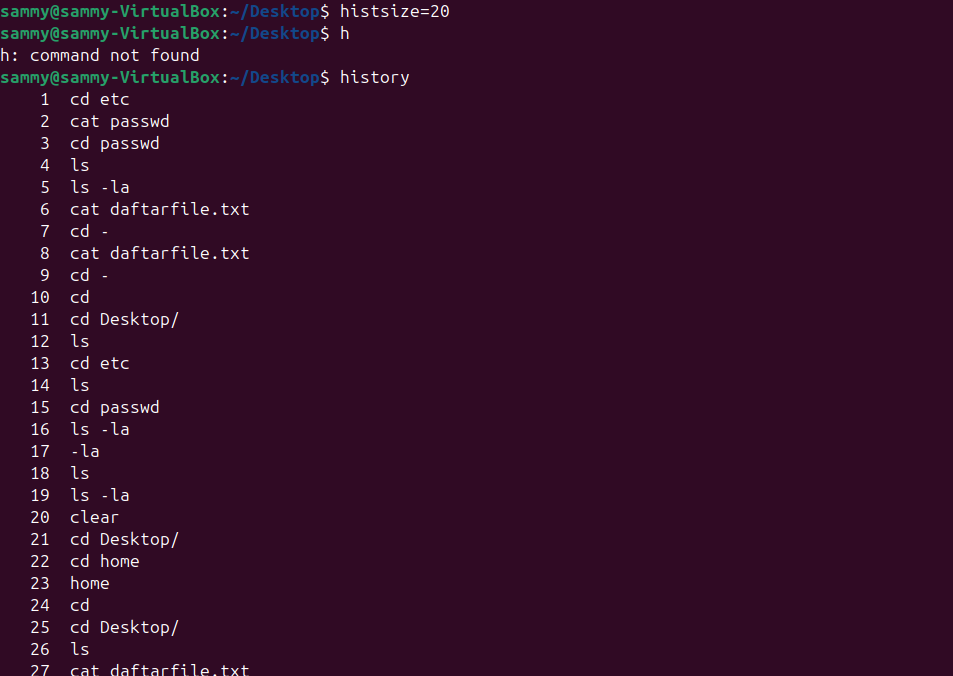 sammy@sammy-VirtualBox:~/Desktop$ histsize=20
sammy@sammy-VirtualBox:~/Desktop$ h
h: command not found
sammy@sammy-VirtualBox:~/Desktop$ history
1 cd etc
2 cat passwd
3 cd passwd
4 ls
5 ls -la
6 cat daftarfile.txt
7 cd -
8 cat daftarfile.txt
9 cd -
10 cd
11 cd Desktop/
12 ls
13 cd etc
14 ls
15 cd passwd
16 ls -la
17 -la
18 ls
19 ls -la
20 clear
21 cd Desktop/
22 cd home
23 home
24 cd
25 cd Desktop/
26 ls
27 cat daftarfile.txt